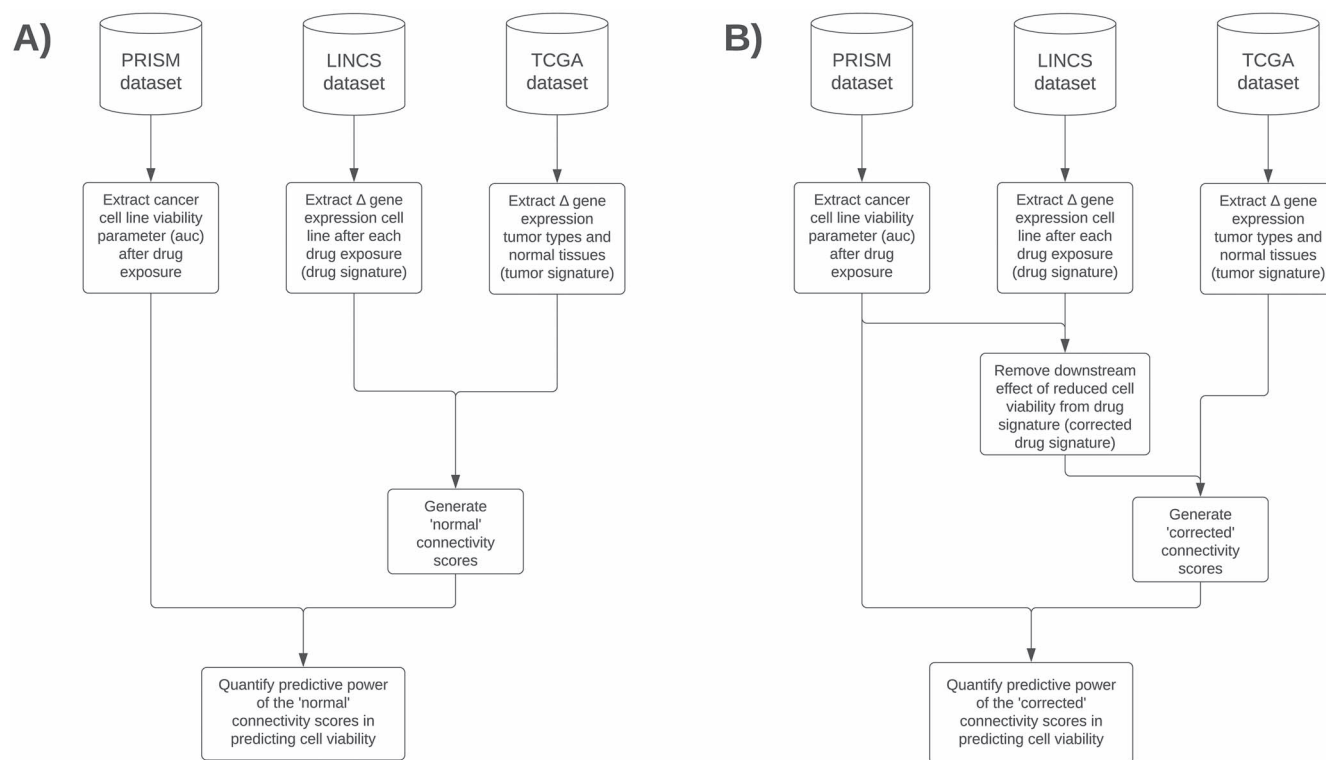 A)
PRISM
dataset
LINCS
dataset
TCGA
dataset
Extract cancer
cell line viability
parameter (auc)
after drug
exposure
Extract Δ gene
expression cell
line after each
drug exposure
(drug signature)
Extract Δ gene
expression
tumor types and
normal tissues
(tumor signature)
Generate
'normal'
connectivity
scores
Quantify predictive power
of the 'normal'
connectivity scores in
predicting cell viability
B)
PRISM
dataset
LINCS
dataset
TCGA
dataset
Extract cancer
cell line viability
parameter (auc)
after drug
exposure
Extract Δ gene
expression cell
line after each
drug exposure
(drug signature)
Extract Δ gene
expression
tumor types and
normal tissues
(tumor signature)
Remove downstream
effect of reduced cell
viability from drug
signature (corrected
drug signature)
Generate
'corrected'
connectivity
scores
Quantify predictive power
of the 'corrected'
connectivity scores in
predicting cell viability